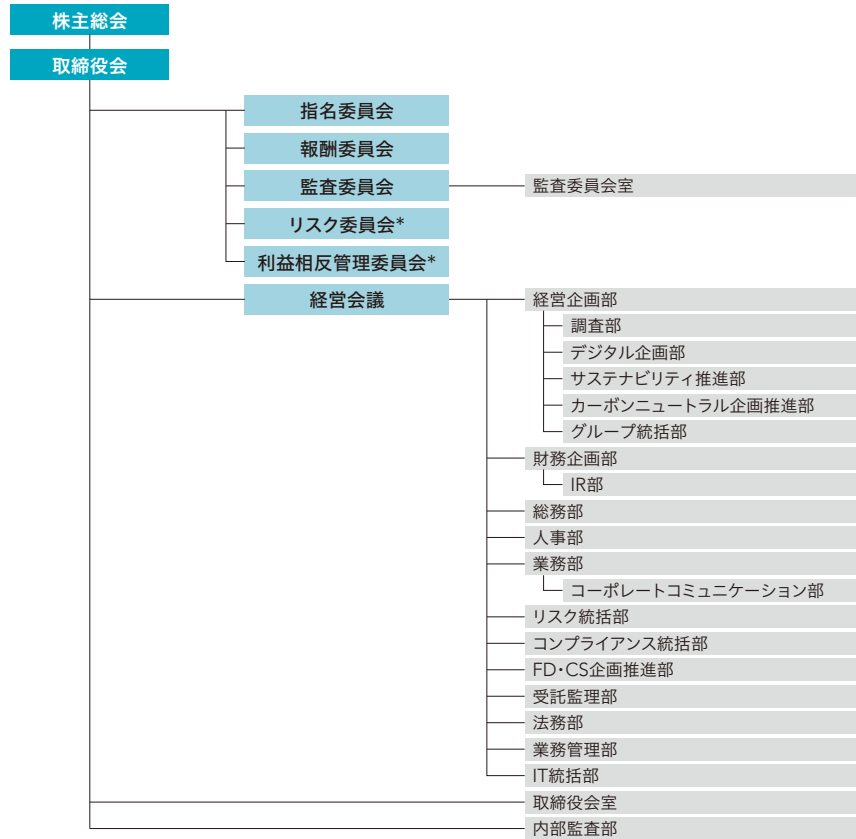 株主総会
取締役会
指名委員会
報酬委員会
監査委員会
監査委員会室
リスク委員会*
利益相反管理委員会*
経営会議
経営企画部
調査部
デジタル企画部
サステナビリティ推進部
カーボンニュートラル企画推進部
グループ統括部
財務企画部
IR部
総務部
人事部
業務部
コーポレートコミュニケーション部
リスク統括部
コンプライアンス統括部
FD・CS企画推進部
受託監理部
法務部
業務管理部
IT統括部
取締役会室
内部監査部